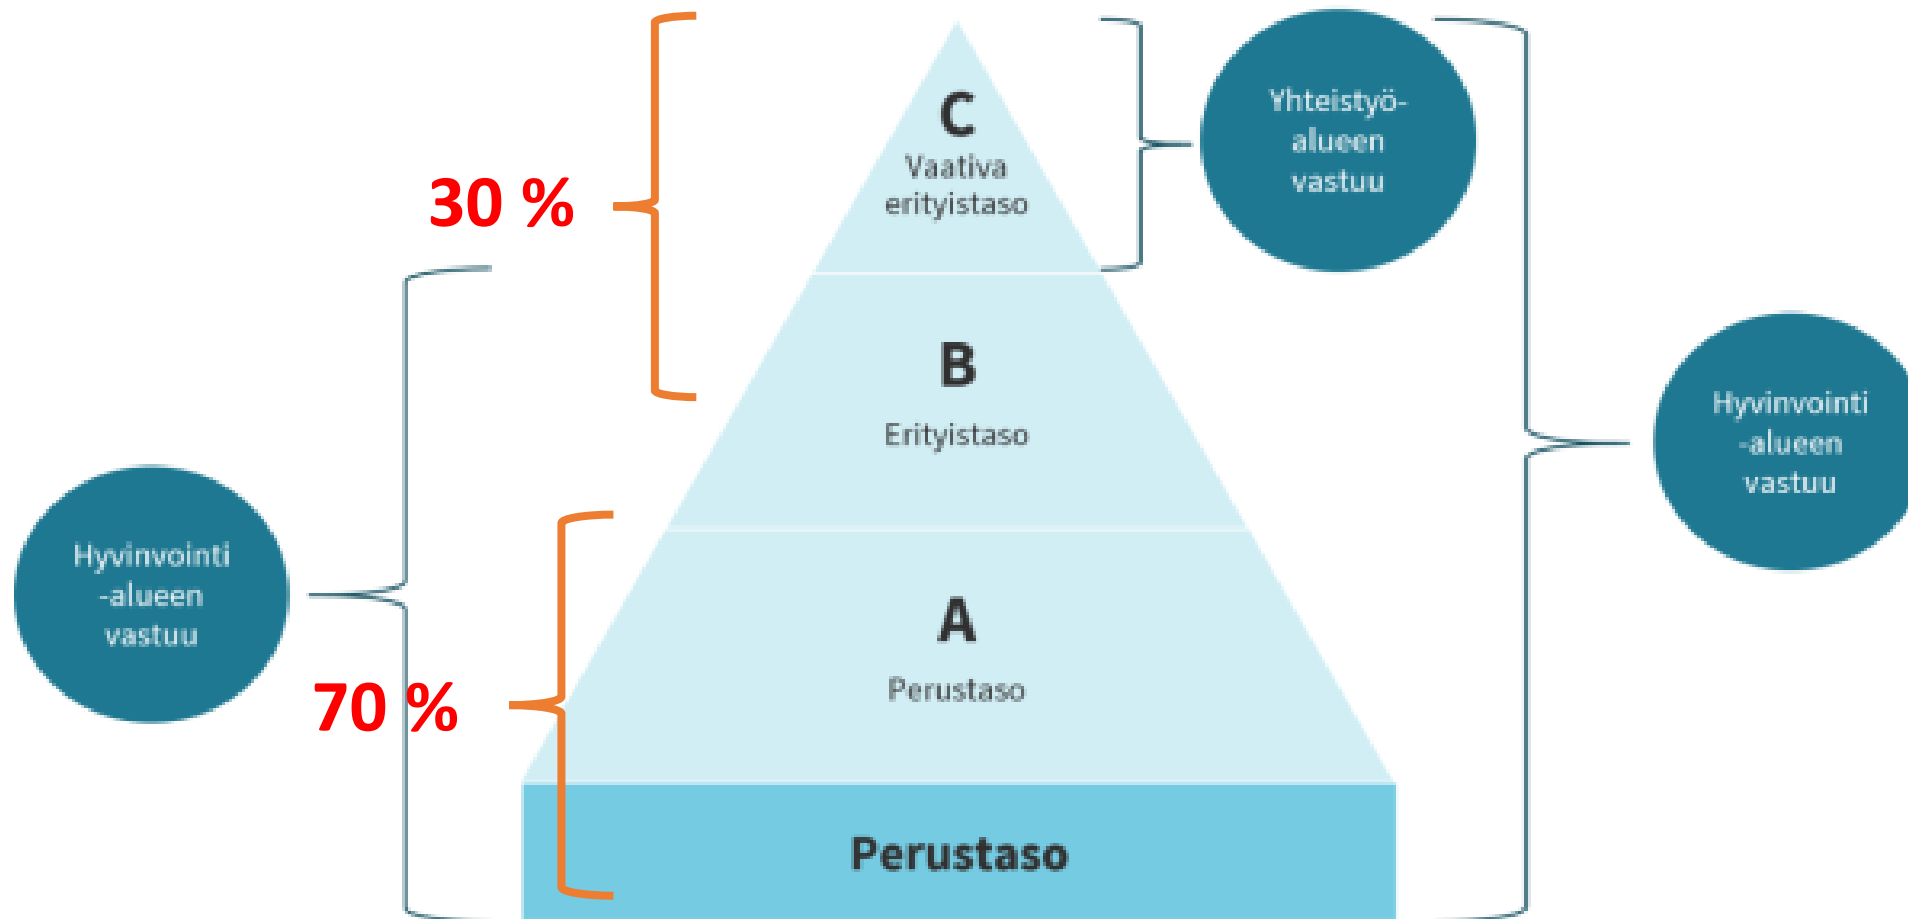 C
Vaativa
erityistaso
Yhteistyö-
alueen
vastuu
30 %
B
Erityistaso
Hyvinvointi
-alueen
vastuu
Hyvinvointi
-alueen
vastuu
A
Perustaso
70 %
Perustaso